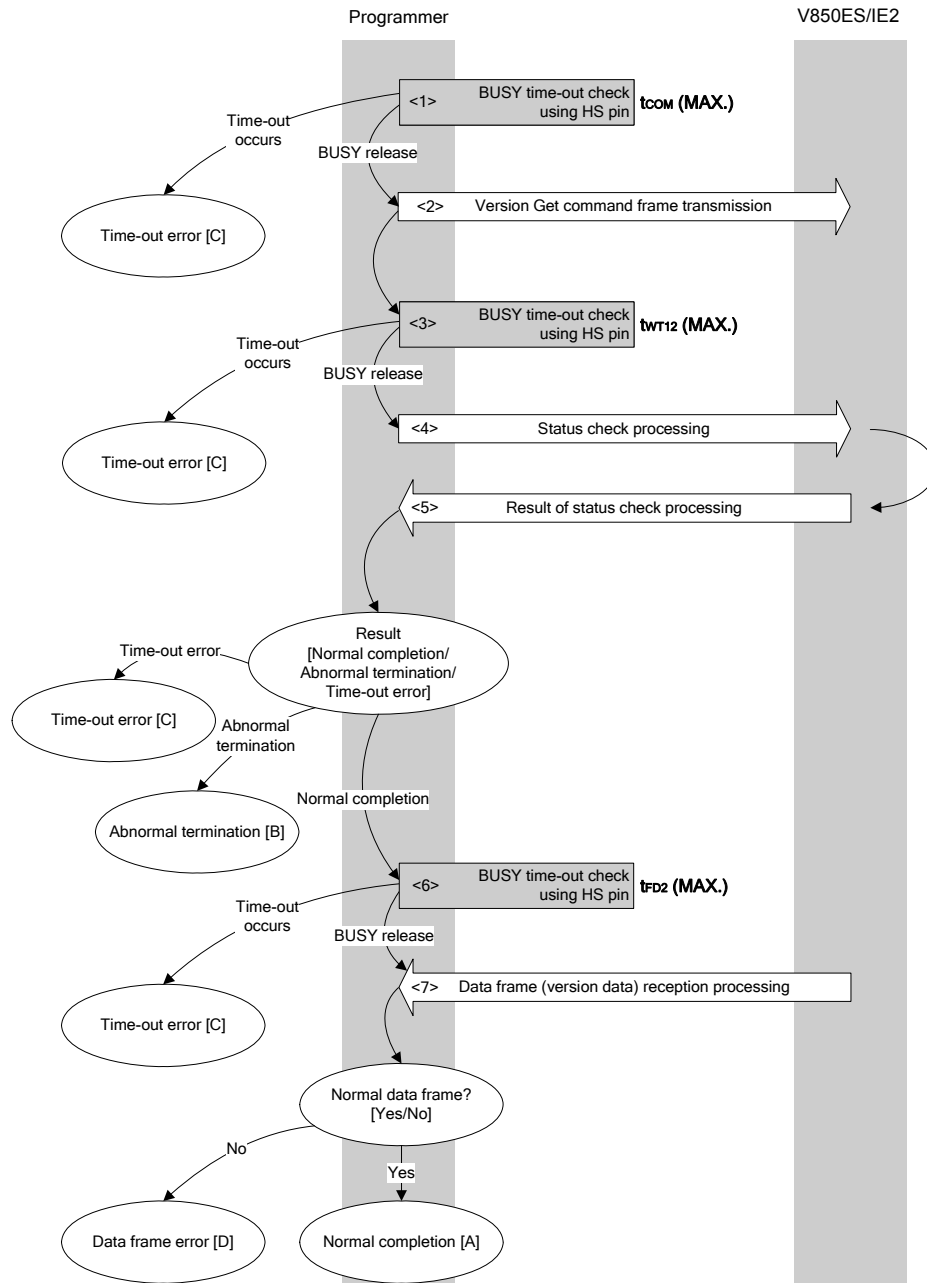 Programmer
V850ES/IE2
<1>
BUSY time-out check
using HS pin
tCOM (MAX.)
Time-out
occurs
BUSY release
Time-out error [C]
<2> Version Get command frame transmission
<3>
BUSY time-out check
using HS pin
tWT12 (MAX.)
Time-out
occurs
BUSY release
Time-out error [C]
<4> Status check processing
<5> Result of status check processing
Result
[Normal completion/
Abnormal termination/
Time-out error]
Time-out error
Time-out error [C]
Abnormal
termination
Abnormal termination [B]
Normal completion
<6>
BUSY time-out check
using HS pin
tFD2 (MAX.)
Time-out
occurs
BUSY release
Time-out error [C]
<7> Data frame (version data) reception processing
Normal data frame?
[Yes/No]
No
Yes
Data frame error [D]
Normal completion [A]